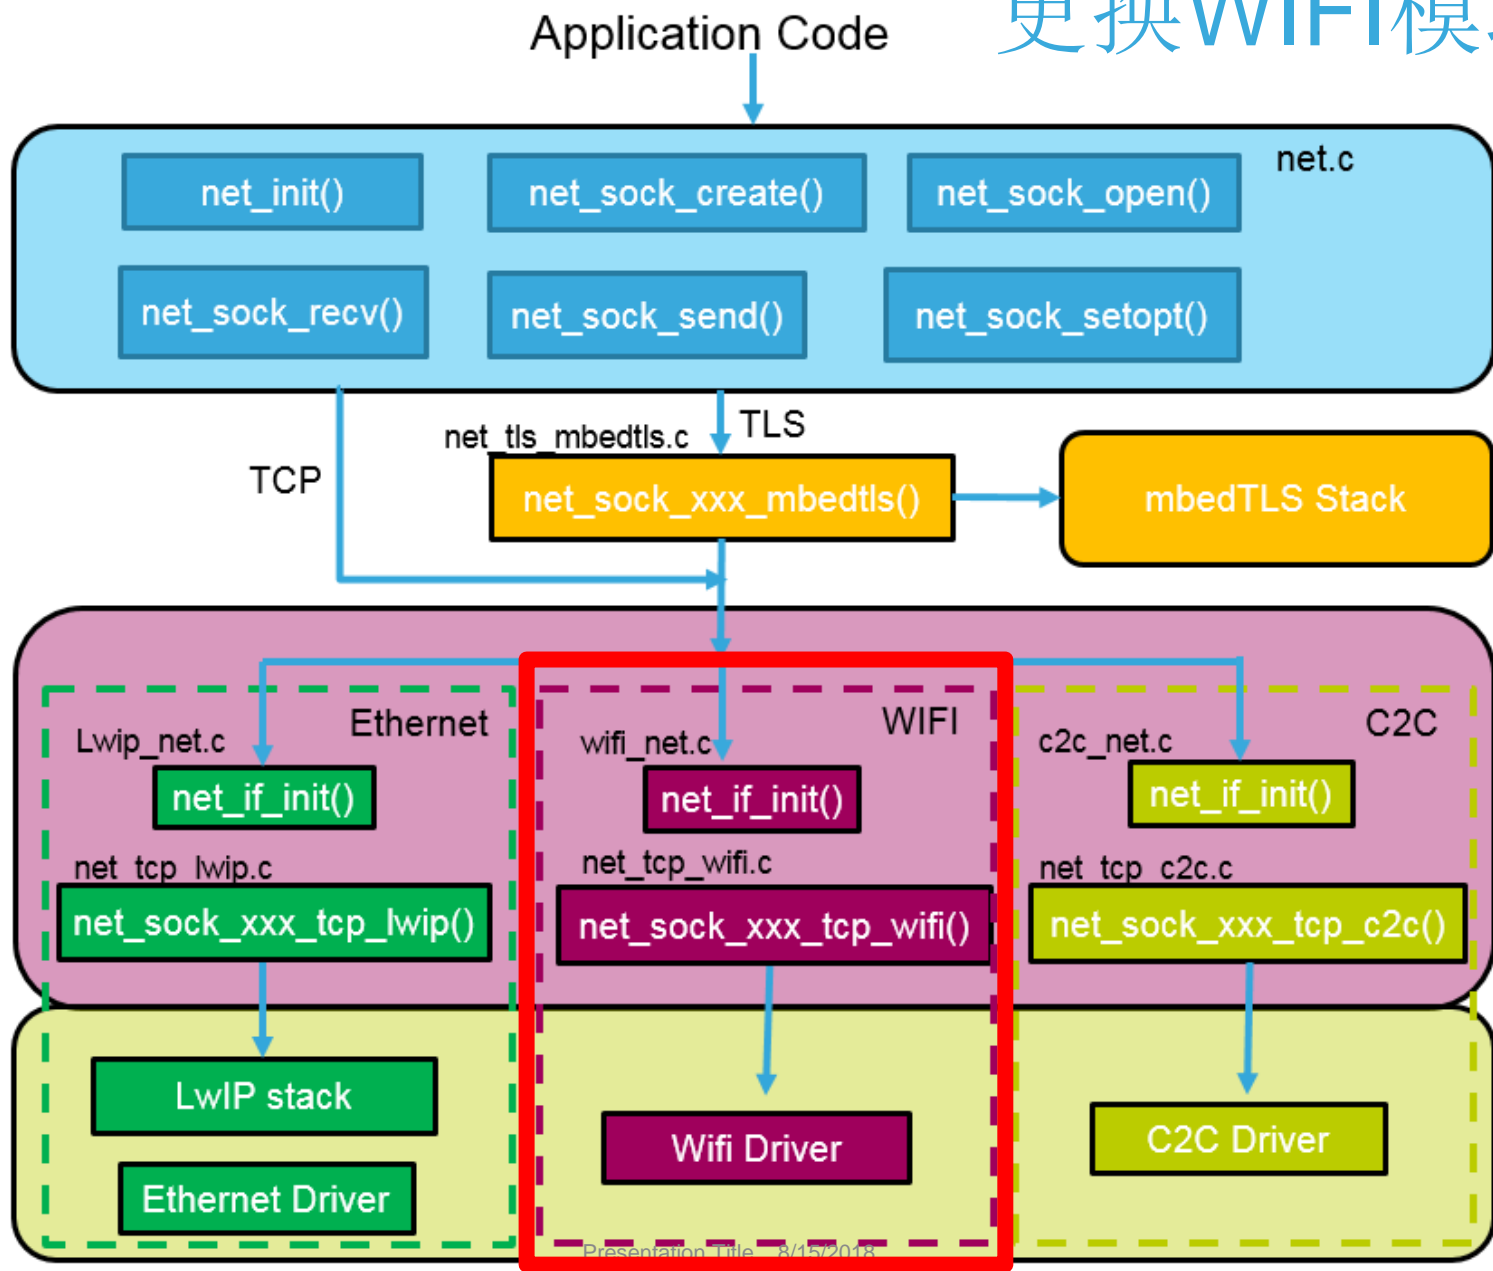 更换WIFI模
Application Code
net.c
net_init()
net_sock_create()
net_sock_open()
net_sock_recv()
net_sock_send()
net_sock_setopt()
TLS
net_tls_mbedtls.c
TCP
net_sock_xxx_mbedtls()
mbedTLS Stack
Ethernet
Lwip_net.c
net_if_init()
net_tcp_lwip.c
net_sock_xxx_tcp_lwip()
LwIP stack
Ethernet Driver
WIFI
wifi_net.c
net_if_init()
net_tcp_wifi.c
net_sock_xxx_tcp_wifi()
Wifi Driver
C2C
c2c_net.c
net_if_init()
net_tcp_c2c.c
net_sock_xxx_tcp_c2c()
C2C Driver
Presentation Title 8/15/2018